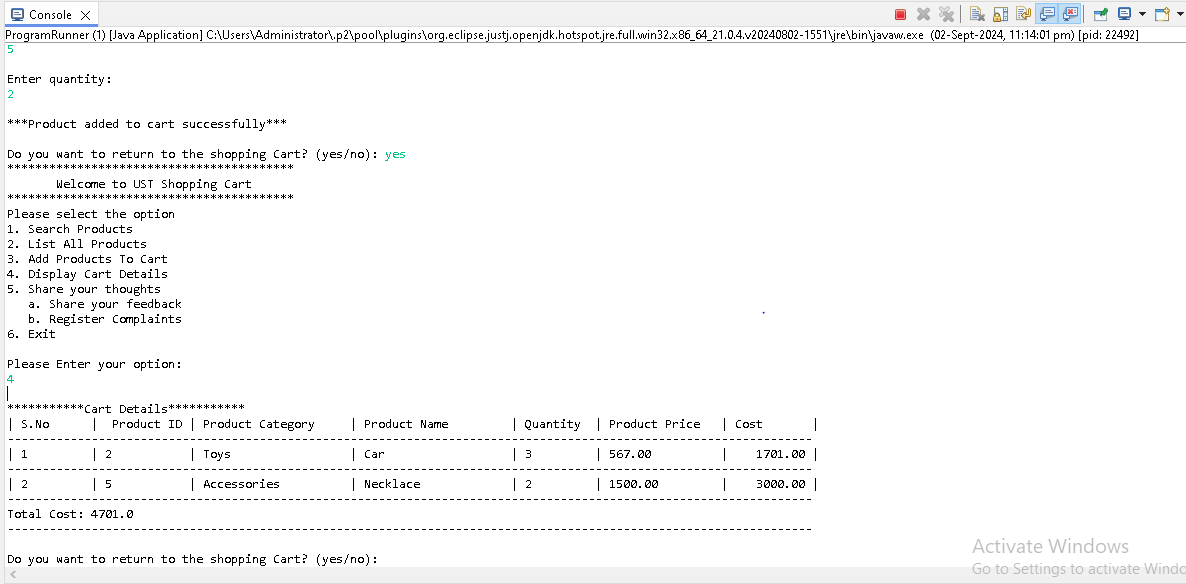 Console
ProgramRunner (1) [Java Application] C:\Users\Administrator\.p2\pool\plugins\org.eclipse.justj.openjdk.hotspot.jre.full.win32.x86_64_21.0.4.v20240802-1551\jre\bin\javaw.exe (02-Sept-2024, 11:14:01 pm) [pid: 22492]
5
Enter quantity:
2
***Product added to cart successfully***
Do you want to return to the shopping Cart? (yes/no): yes
*****************************************
Welcome to UST Shopping Cart
*****************************************
Please select the option
1. Search Products
2. List All Products
3. Add Products To Cart
4. Display Cart Details
5. Share your thoughts
a. Share your feedback
b. Register Complaints
6. Exit
Please Enter your option:
4
***********Cart Details***********
| S.No | Product ID | Product Category | Product Name | Quantity | Product Price | Cost |
-------------------------------------------------------------------------------------------------------------------
| 1 | 2 | Toys | Car | 3 | 567.00 | 1701.00 |
-------------------------------------------------------------------------------------------------------------------
| 2 | 5 | Accessories | Necklace | 2 | 1500.00 | 3000.00 |
-------------------------------------------------------------------------------------------------------------------
Total Cost: 4701.0
-------------------------------------------------------------------------------------------------------------------
Do you want to return to the shopping Cart? (yes/no):
Activate Windows
Go to Settings to activate Windo